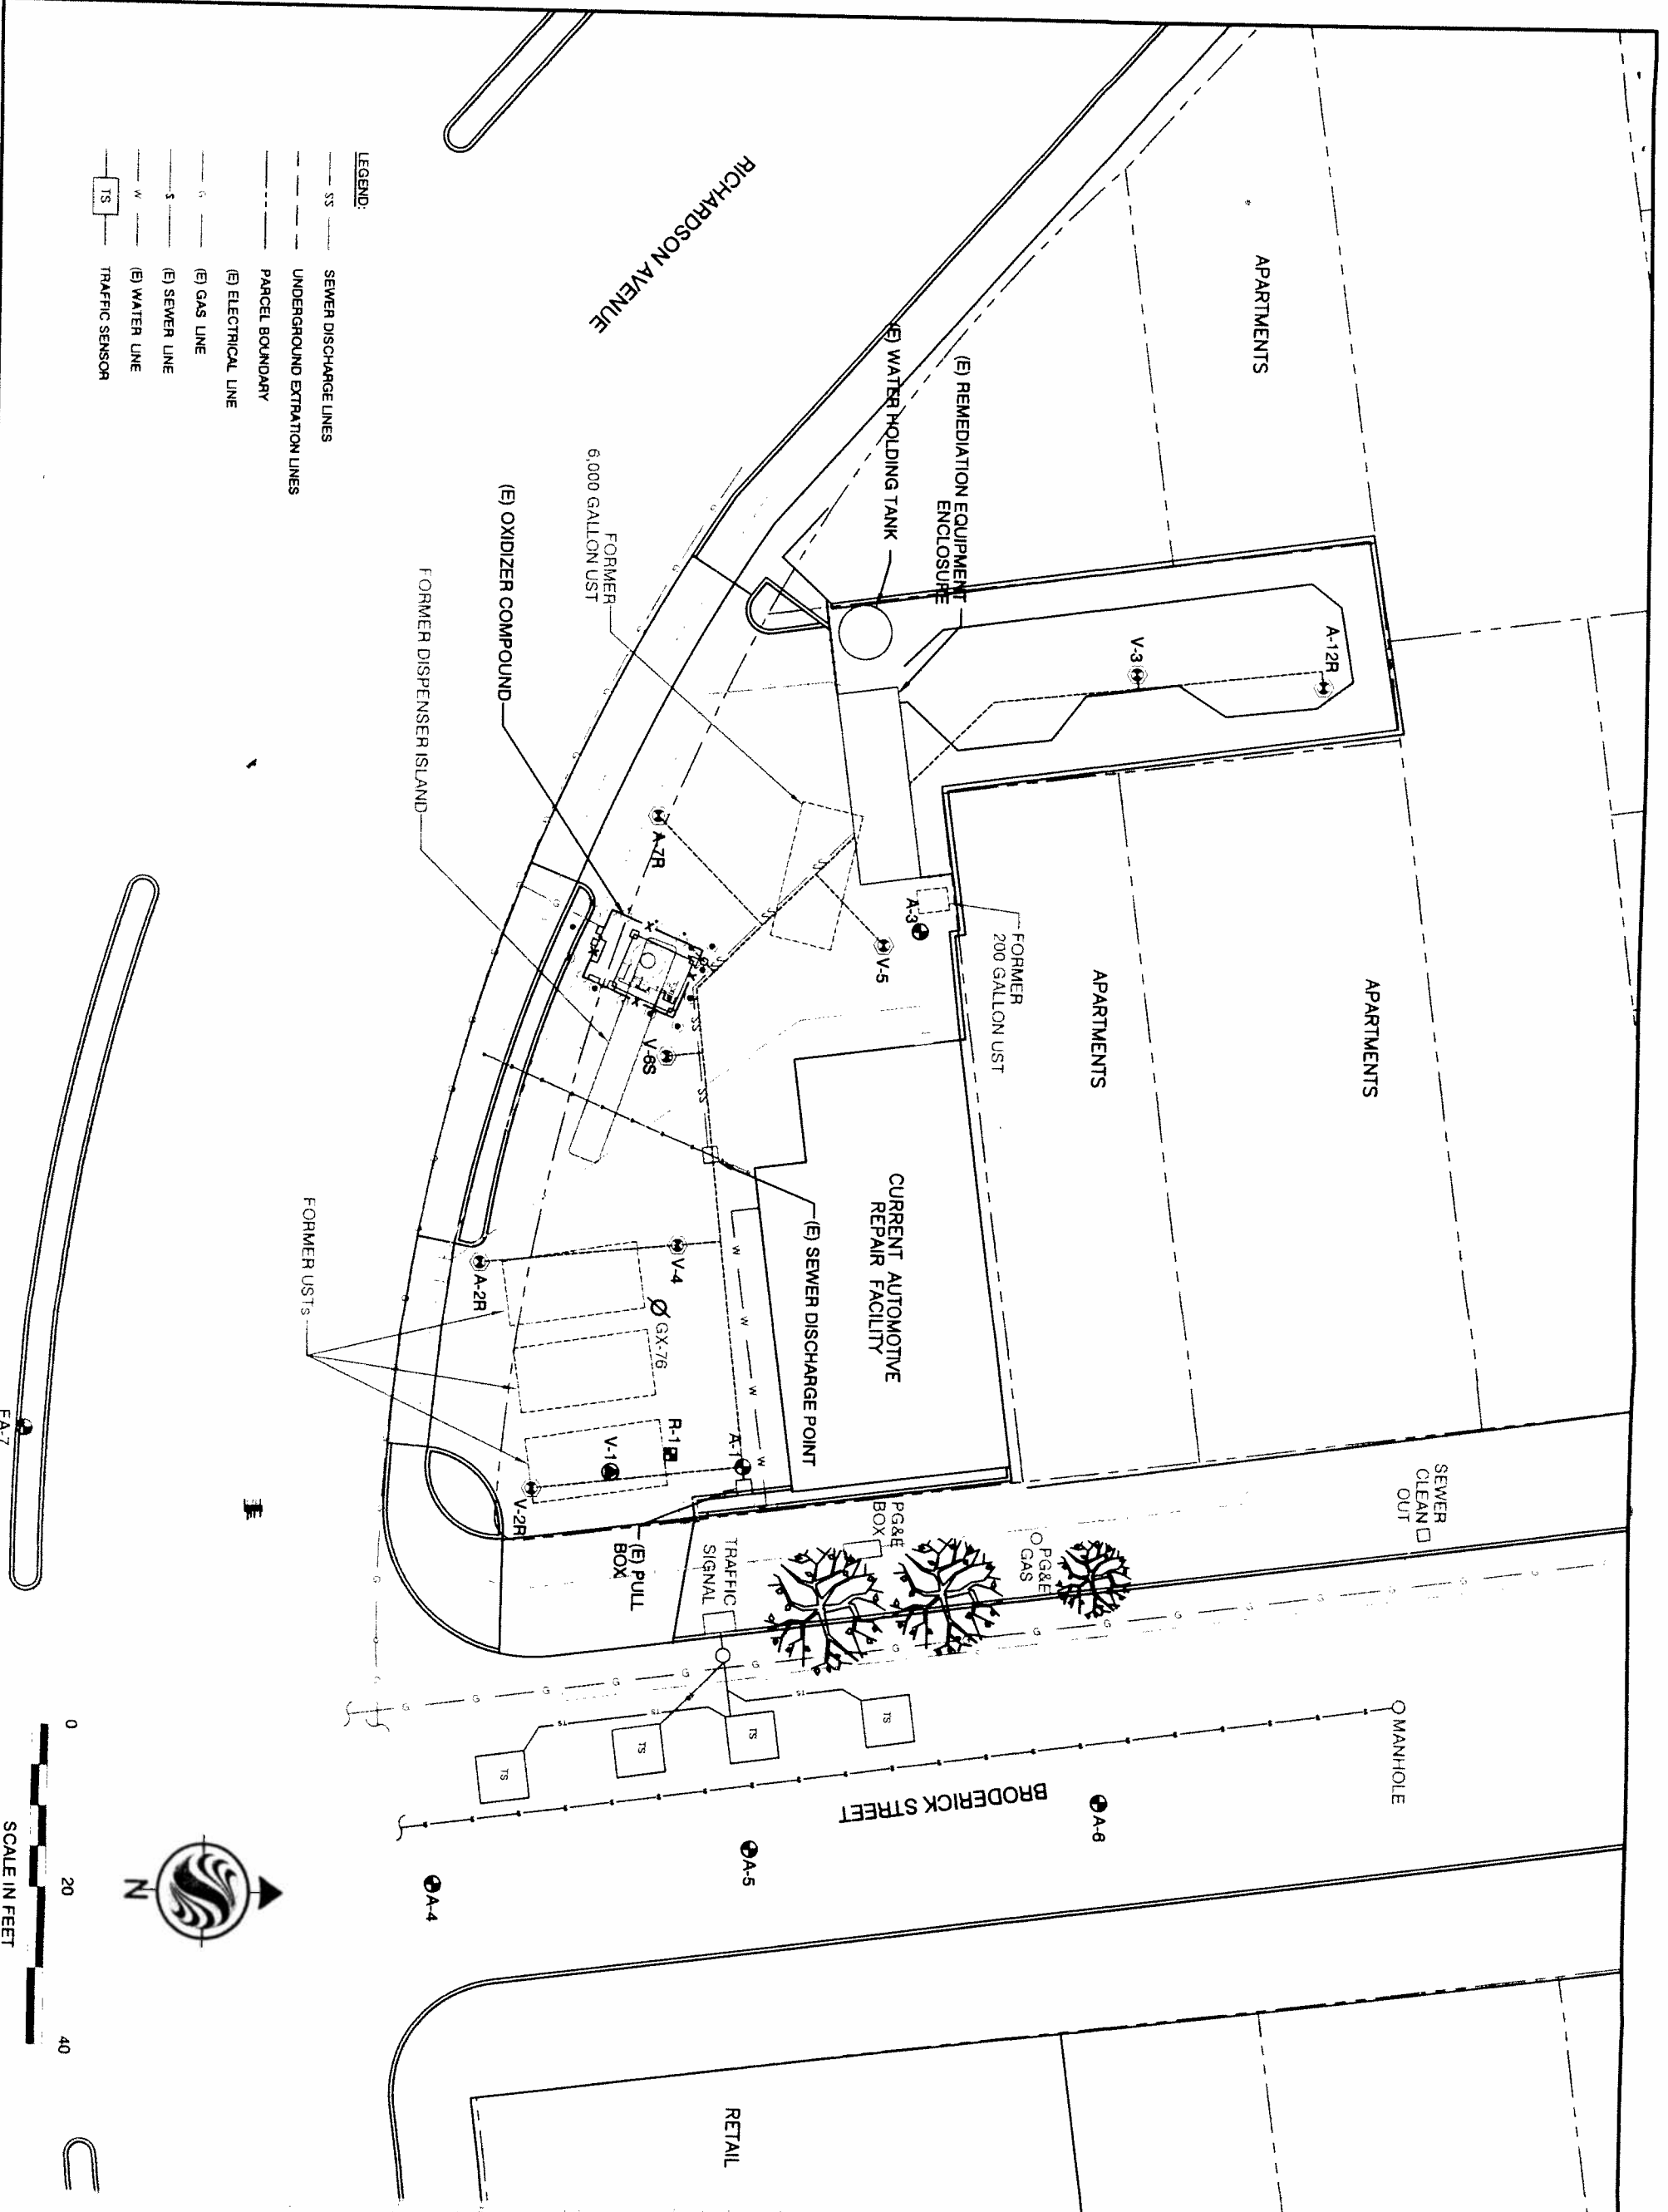 RICHARDSON AVENUE
APARTMENTS
(E) WATER HOLDING TANK
(E) REMEDIATION EQUIPMENT
ENCLOSURE
A-12R
V-3
FORMER
6,000 GALLON UST
(E) OXIDIZER COMPOUND
FORMER DISPENSER ISLAND
A-7R
A-3
V-5
FORMER
200 GALLON UST
APARTMENTS
APARTMENTS
V-6S
SS
SS
CURRENT AUTOMOTIVE
REPAIR FACILITY
(E) SEWER DISCHARGE POINT
V-4
A-2R
GX-76
FORMER USTs
R-1
V-1
A-1
V-2R
W
W
W
W
(E) PULL
BOX
TRAFFIC
SIGNAL
PG&E
BOX
PG&E
GAS
SEWER
CLEAN
OUT
G
G
G
G
G
TS
TS
TS
TS
MANHOLE
BRODERICK STREET
A-6
A-5
A-4
RETAIL
LEGEND:
SS SEWER DISCHARGE LINES
UNDERGROUND EXTRATION LINES
PARCEL BOUNDARY
(E) ELECTRICAL LINE
G (E) GAS LINE
S (E) SEWER LINE
W (E) WATER LINE
TS TRAFFIC SENSOR
N
0 20 40
SCALE IN FEET